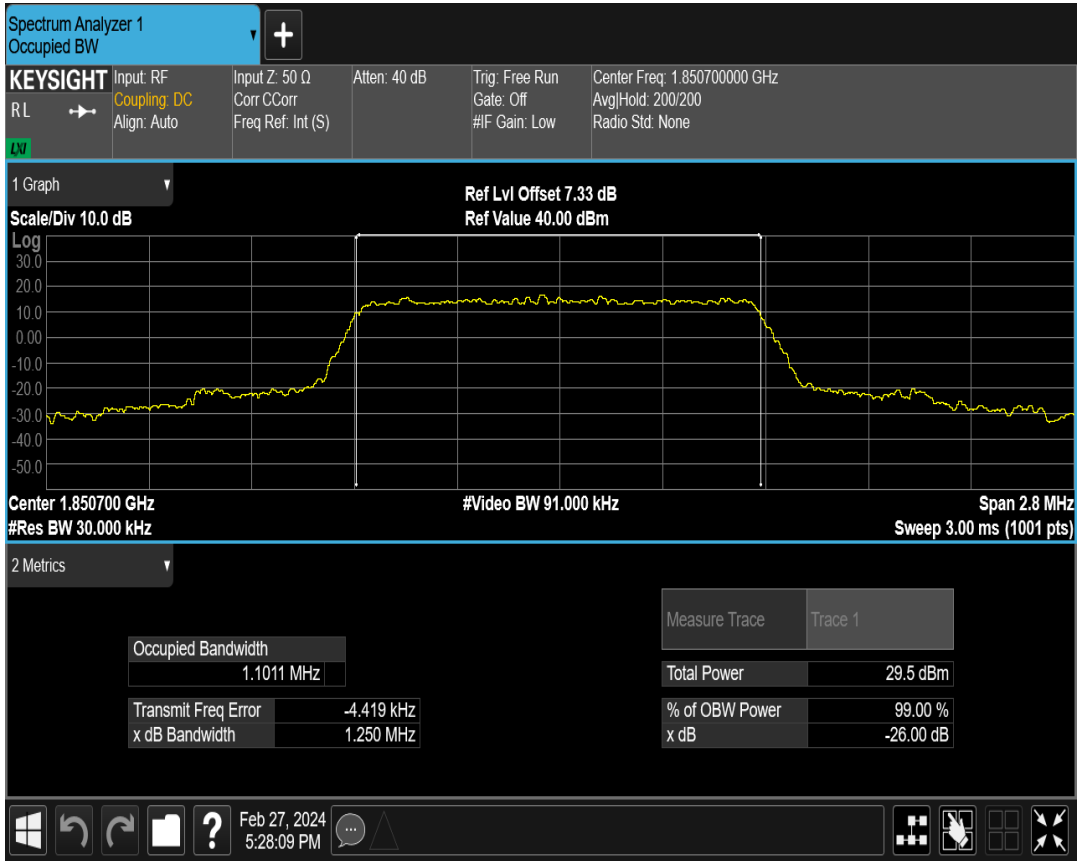 Spectrum Analyzer 1
Occupied BW
+
KEYSIGHT
RL
LXI
Input: RF
Coupling: DC
Align: Auto
Input Z: 50 Ω
Corr CCorr
Freq Ref: Int (S)
Atten: 40 dB
Trig: Free Run
Gate: Off
#IF Gain: Low
Center Freq: 1.850700000 GHz
Avg|Hold: 200/200
Radio Std: None
1 Graph
Scale/Div 10.0 dB
Ref Lvl Offset 7.33 dB
Ref Value 40.00 dBm
Log
30.0
20.0
10.0
0.00
-10.0
-20.0
-30.0
-40.0
-50.0
Center 1.850700 GHz
#Video BW 91.000 kHz
Span 2.8 MHz
#Res BW 30.000 kHz
Sweep 3.00 ms (1001 pts)
2 Metrics
Measure Trace Trace 1
Occupied Bandwidth
1.1011 MHz
Total Power 29.5 dBm
Transmit Freq Error -4.419 kHz
% of OBW Power 99.00 %
x dB Bandwidth 1.250 MHz
x dB -26.00 dB
?
Feb 27, 2024
5:28:09 PM